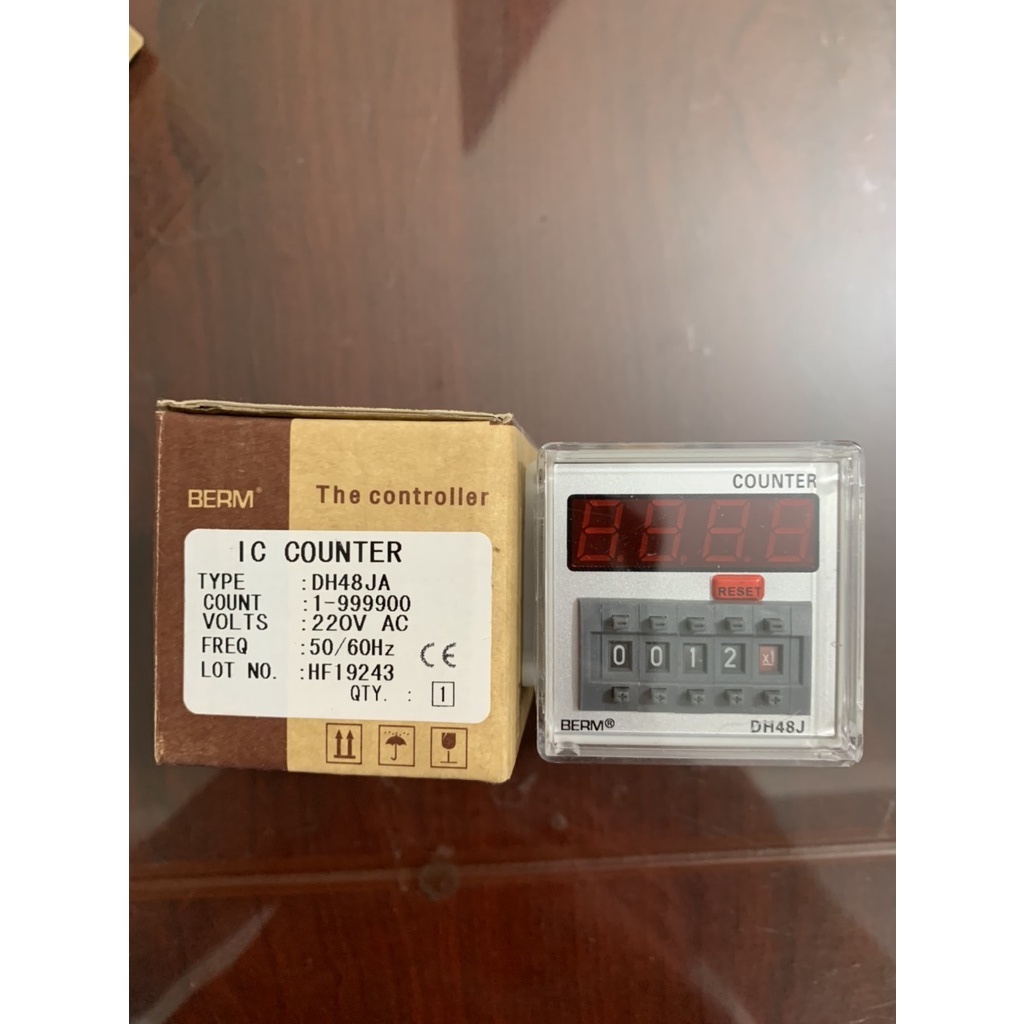 BERM®
The controller
IC COUNTER
TYPE :DH48JA
COUNT :1-999900
VOLTS :220V AC
FREQ :50/60Hz
LOT NO. :HF19243
CE
QTY. : 1
COUNTER
RESET
0 0 1 2 x1
BERM® DH48J